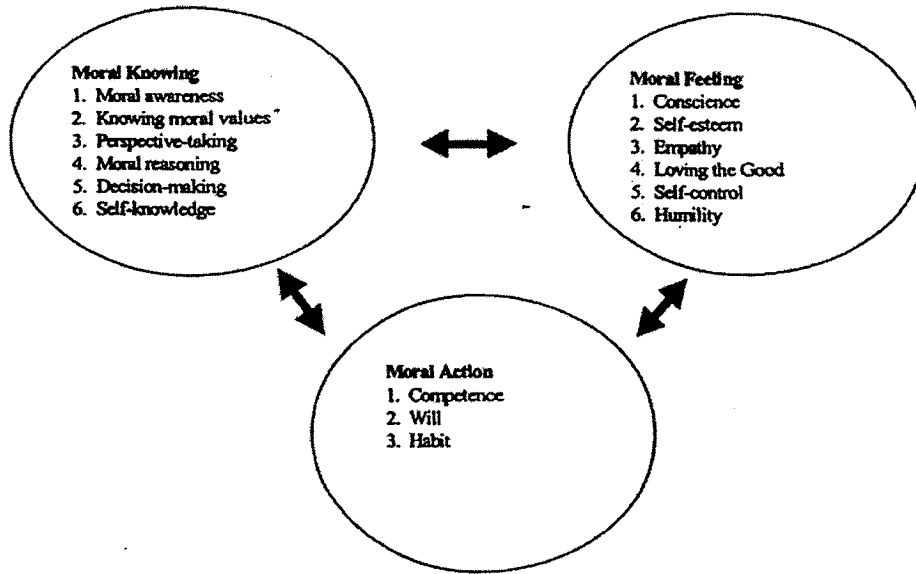 Moral Knowing
1. Moral awareness
2. Knowing moral values
3. Perspective-taking
4. Moral reasoning
5. Decision-making
6. Self-knowledge
Moral Feeling
1. Conscience
2. Self-esteem
3. Empathy
4. Loving the Good
5. Self-control
6. Humility
Moral Action
1. Competence
2. Will
3. Habit